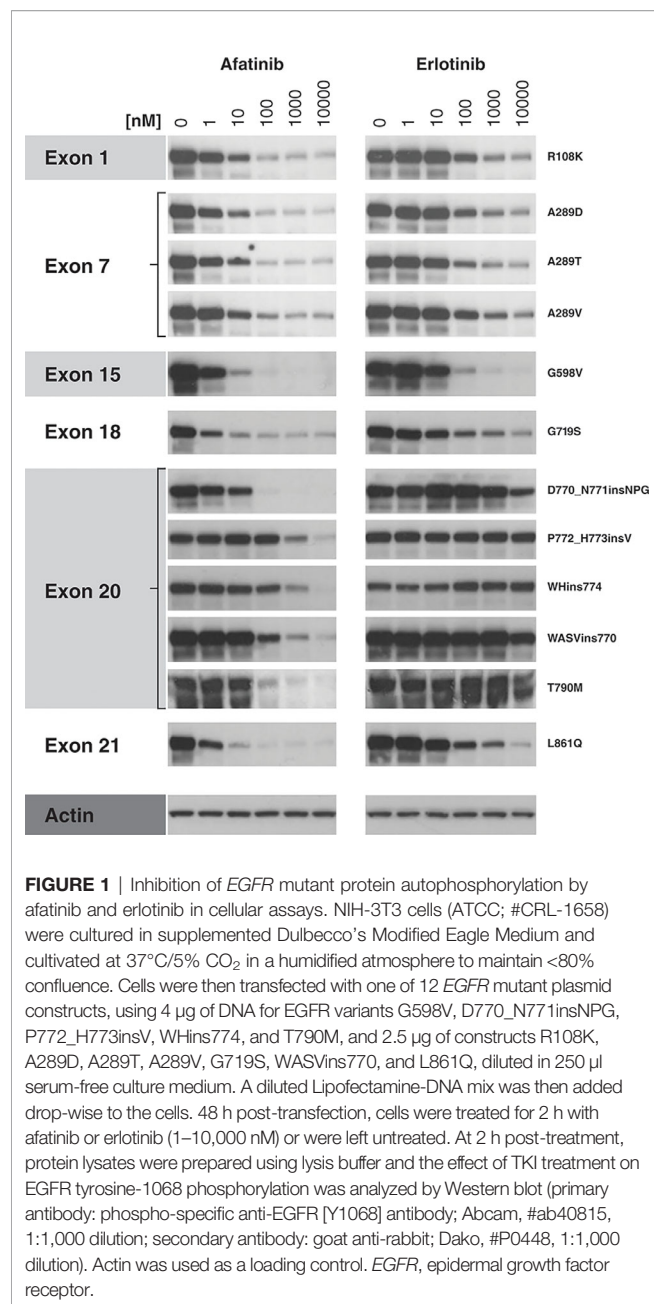 Afatinib Erlotinib
[nM] 0 1 10 100 1000 10000 0 1 10 100 1000 10000
Exon 1 R108K
A289D
Exon 7 A289T
A289V
Exon 15 G598V
Exon 18 G719S
D770_N771insNPG
P772_H773insV
Exon 20 WHins774
WASVins770
T790M
Exon 21 L861Q
Actin
FIGURE 1 | Inhibition of EGFR mutant protein autophosphorylation by
afatinib and erlotinib in cellular assays. NIH-3T3 cells (ATCC; #CRL-1658)
were cultured in supplemented Dulbecco’s Modified Eagle Medium and
cultivated at 37°C/5% CO₂ in a humidified atmosphere to maintain <80%
confluence. Cells were then transfected with one of 12 EGFR mutant plasmid
constructs, using 4 µg of DNA for EGFR variants G598V, D770_N771insNPG,
P772_H773insV, WHins774, and T790M, and 2.5 µg of constructs R108K,
A289D, A289T, A289V, G719S, WASVins770, and L861Q, diluted in 250 µl
serum-free culture medium. A diluted Lipofectamine-DNA mix was then added
drop-wise to the cells. 48 h post-transfection, cells were treated for 2 h with
afatinib or erlotinib (1–10,000 nM) or were left untreated. At 2 h post-treatment,
protein lysates were prepared using lysis buffer and the effect of TKI treatment on
EGFR tyrosine-1068 phosphorylation was analyzed by Western blot (primary
antibody: phospho-specific anti-EGFR [Y1068] antibody; Abcam, #ab40815,
1:1,000 dilution; secondary antibody: goat anti-rabbit; Dako, #P0448, 1:1,000
dilution). Actin was used as a loading control. EGFR, epidermal growth factor
receptor.